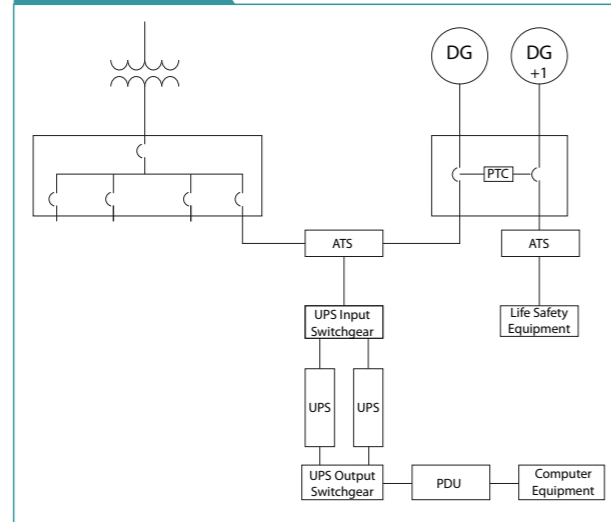 DG
DG
+1
PTC
ATS
ATS
UPS Input
Switchgear
Life Safety
Equipment
UPS
UPS
UPS Output
Switchgear
PDU
Computer
Equipment